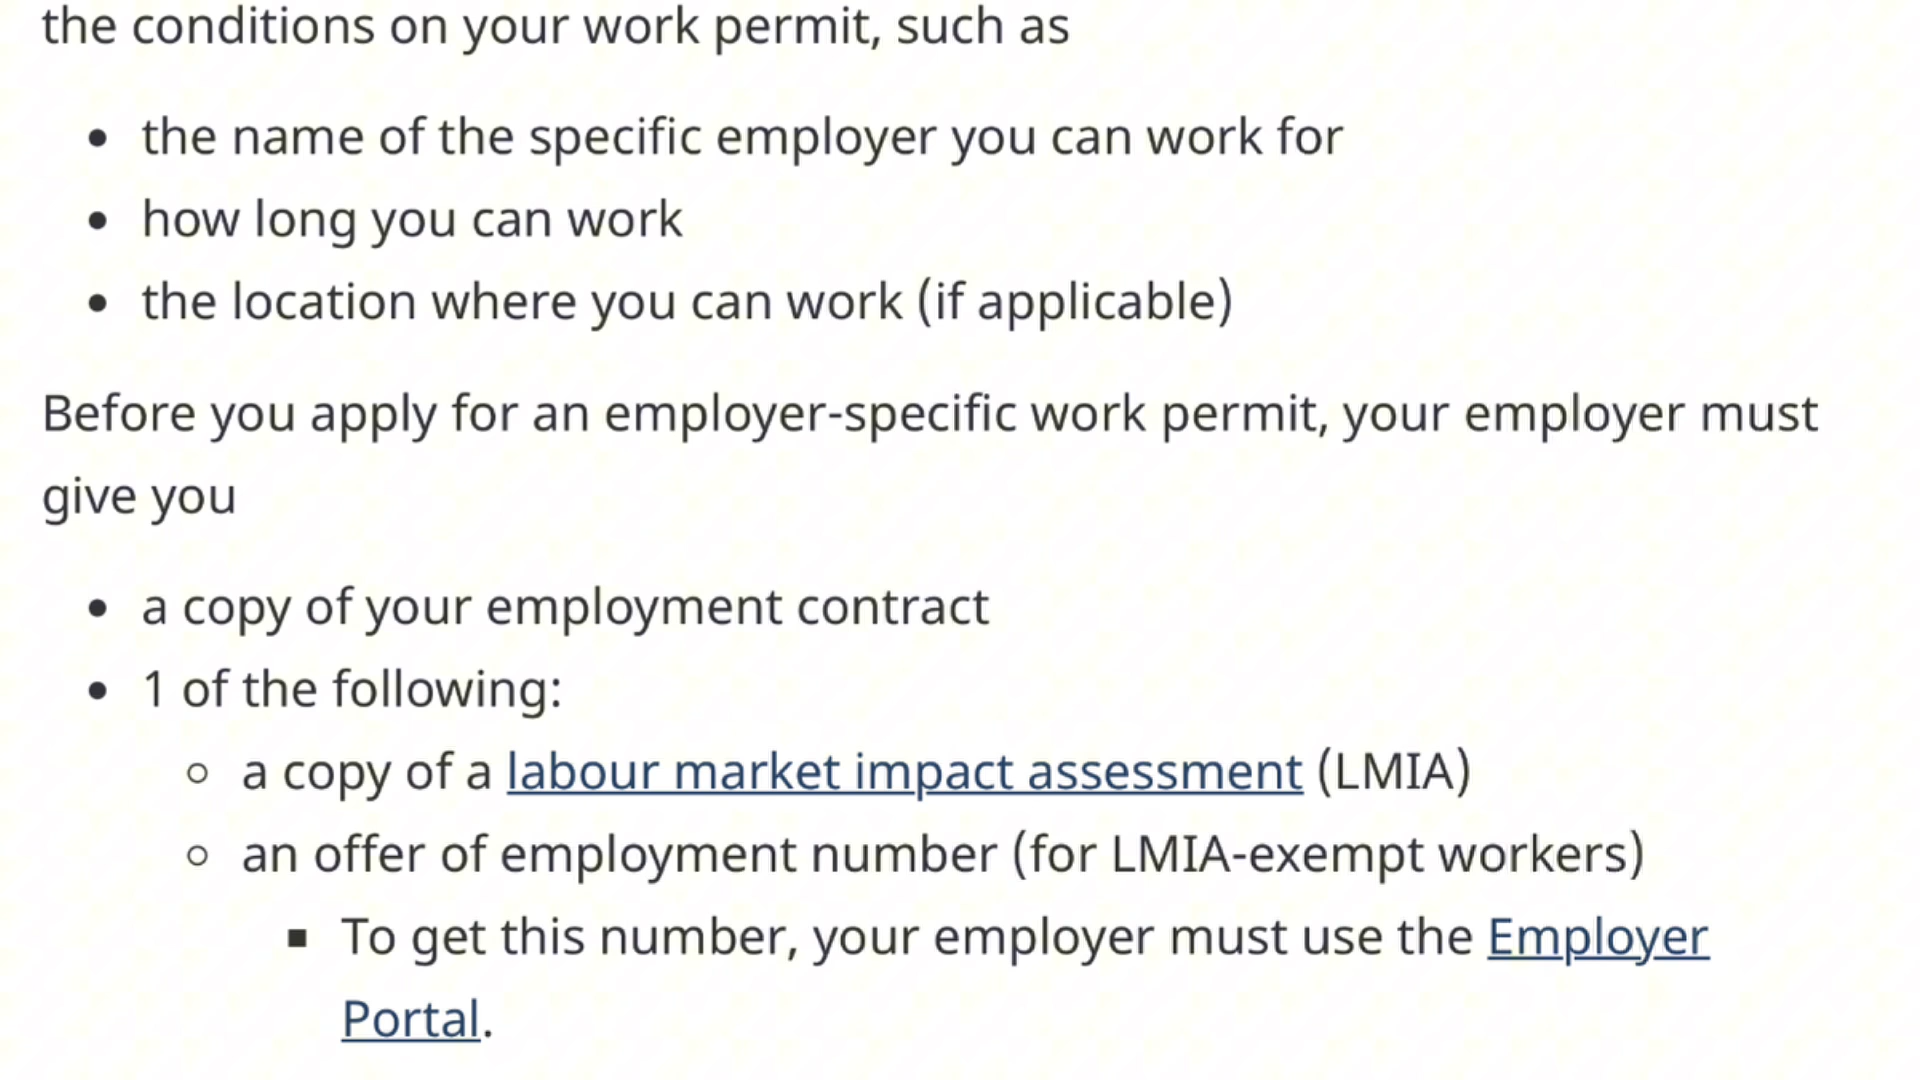 the conditions on your work permit, such as
• the name of the specific employer you can work for
• how long you can work
• the location where you can work (if applicable)
Before you apply for an employer-specific work permit, your employer must
give you
• a copy of your employment contract
• 1 of the following:
○ a copy of a labour market impact assessment (LMIA)
○ an offer of employment number (for LMIA-exempt workers)
▪ To get this number, your employer must use the Employer
Portal.